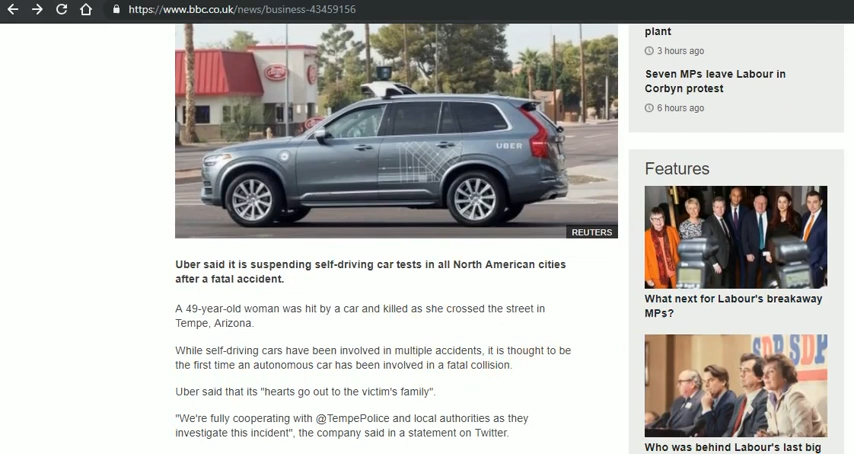 https://www.bbc.co.uk/news/business-43459156
UBER
REUTERS
Uber said it is suspending self-driving car tests in all North American cities
after a fatal accident.
A 49-year-old woman was hit by a car and killed as she crossed the street in
Tempe, Arizona.
While self-driving cars have been involved in multiple accidents, it is thought to be
the first time an autonomous car has been involved in a fatal collision.
Uber said that its "hearts go out to the victim's family".
"We're fully cooperating with @TempePolice and local authorities as they
investigate this incident", the company said in a statement on Twitter.
plant
3 hours ago
Seven MPs leave Labour in
Corbyn protest
6 hours ago
Features
What next for Labour's breakaway
MPs?
SDP SDP
Who was behind Labour's last big